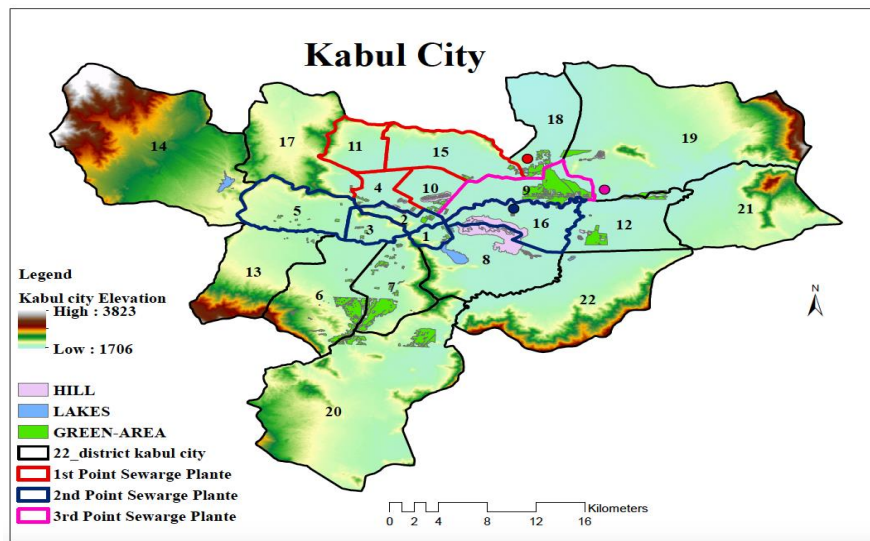 Kabul City
18
19
14
17
11
15
4
10
9
5
2
16
12
21
3
1
8
13
6
7
22
20
N
Legend
Kabul city Elevation
High : 3823
Low : 1706
HILL
LAKES
GREEN-AREA
22_district kabul city
1st Point Sewarge Plante
2nd Point Sewarge Plante
3rd Point Sewarge Plante
Kilometers
0 2 4 8 12 16